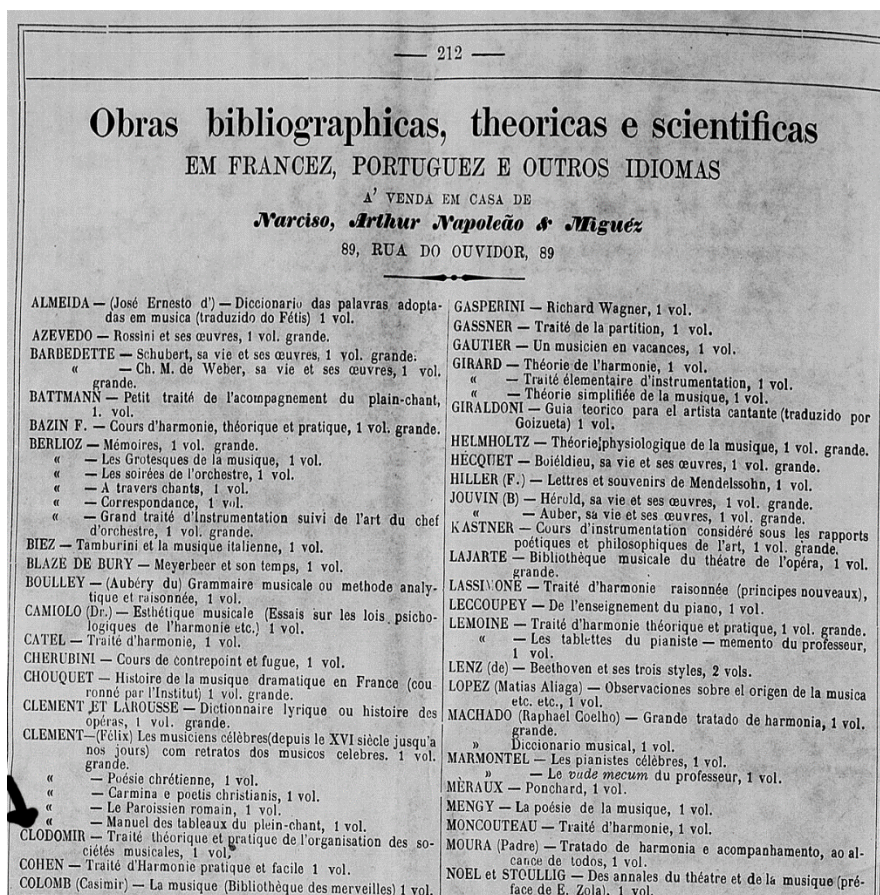 — 212 —
Obras bibliographicas, theoricas e scientificas
EM FRANCEZ, PORTUGUEZ E OUTROS IDIOMAS
A' VENDA EM CASA DE
Narciso, Arthur Napoleão & Miguéz
89, RUA DO OUVIDOR, 89
ALMEIDA — (José Ernesto d') — Diccionario das palavras adopta-
das em musica (traduzido do Fétis) 1 vol.
AZEVEDO — Rossini et ses œuvres, 1 vol. grande.
BARBEDETTE — Schubert, sa vie et ses œuvres, 1 vol. grande.
« — Ch. M. de Weber, sa vie et ses œuvres, 1 vol.
grande.
BATTMANN — Petit traité de l'acompagnement du plain-chant,
1. vol.
BAZIN F. — Cours d'harmonie, théorique et pratique, 1 vol. grande.
BERLIOZ — Mémoires, 1 vol. grande.
« — Les Grotesques de la musique, 1 vol.
« — Les soirées de l'orchestre, 1 vol.
« — A travers chants, 1 vol.
« — Correspondance, 1 vol.
« — Grand traité d'Instrumentation suivi de l'art du chef
d'orchestre, 1 vol. grande.
BIEZ — Tamburini et la musique italienne, 1 vol.
BLAZE DE BURY — Meyerbeer et son temps, 1 vol.
BOULLEY — (Aubéry du) Grammaire musicale ou methode analy-
tique et raisonnée, 1 vol.
CAMIOLO (Dr.) — Esthétique musicale (Essais sur les lois psicho-
logiques de l'harmonie etc.) 1 vol.
CATEL — Traité d'harmonie, 1 vol.
CHERUBINI — Cours de contrepoint et fugue, 1 vol.
CHOUQUET — Histoire de la musique dramatique en France (cou
ronné par l'Institut) 1 vol. grande.
CLEMENT ET LAROUSSE — Dictionnaire lyrique ou histoire des
opéras, 1 vol. grande.
CLEMENT—(Félix) Les musiciens célèbres(depuis le XVI siècle jusqu'a
nos jours) com retratos dos musicos celebres. 1 vol.
grande.
« — Poésie chrétienne, 1 vol.
« — Carmina e poetis christianis, 1 vol.
« — Le Paroissien romain, 1 vol.
« — Manuel des tableaux du plein-chant, 1 vol.
CLODOMIR — Traité théorique et pratique de l'organisation des so-
ciétés musicales, 1 vol.
COHEN — Traité d'Harmonie pratique et facile 1 vol.
COLOMB (Casimir) — La musique (Bibliothèque des merveilles) 1 vol.
GASPERINI — Richard Wagner, 1 vol.
GASSNER — Traité de la partition, 1 vol.
GAUTIER — Un musicien en vacances, 1 vol.
GIRARD — Théorie de l'harmonie, 1 vol.
« — Traité élementaire d'instrumentation, 1 vol.
« — Théorie simplifiée de la musique, 1 vol.
GIRALDONI — Guia teorico para el artista cantante (traduzido por
Goizueta) 1 vol.
HELMHOLTZ — Théorie physiologique de la musique, 1 vol. grande.
HÉCQUET — Boiéldieu, sa vie et ses œuvres, 1 vol. grande.
HILLER (F.) — Lettres et souvenirs de Mendelssohn, 1 vol.
JOUVIN (B) — Hérold, sa vie et ses œuvres, 1 vol. grande.
« — Auber, sa vie et ses œuvres, 1 vol. grande.
KASTNER — Cours d'instrumentation considéré sous les rapports
poétiques et philosophiques de l'art, 1 vol. grande.
LAJARTE — Bibliothèque musicale du théatre de l'opéra, 1 vol.
grande.
LASSIVONE — Traité d'harmonie raisonnée (principes nouveaux),
LECCOUPEY — De l'enseignement du piano, 1 vol.
LEMOINE — Traité d'harmonie théorique et pratique, 1 vol. grande.
« — Les tablettes du pianiste — memento du professeur,
1 vol.
LENZ (de) — Beethoven et ses trois styles, 2 vols.
LOPEZ (Matias Aliaga) — Observaciones sobre el origen de la musica
etc. etc., 1 vol.
MACHADO (Raphael Coelho) — Grande tratado de harmonia, 1 vol.
grande.
» Diccionario musical, 1 vol.
MARMONTEL — Les pianistes célèbres, 1 vol.
» — Le vade mecum du professeur, 1 vol.
MÈRAUX — Ponchard, 1 vol.
MENGY — La poésie de la musique, 1 vol.
MONCOUTEAU — Traité d'harmonie, 1 vol.
MOURA (Padre) — Tratado de harmonia e acompanhamento, ao al-
cance de todos, 1 vol.
NOEL et STOULLIG — Des annales du théatre et de la musique (pré-
face de E. Zola), 1 vol.